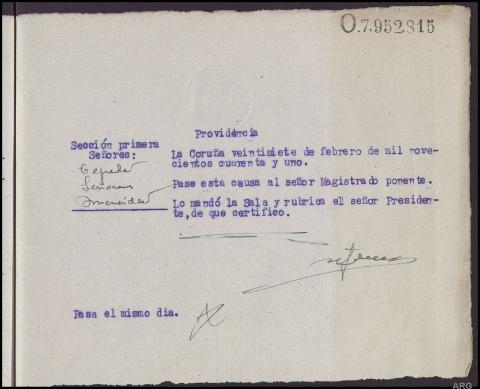 O.7.952.815
Providéncia
Sección primera
Señores:
La Coruña veintisiete de febrero de mil nove-
cientos cuarenta y uno.
Pase esta causa al señor Magistrado ponente.
Lo mandó la Sala y rubrica el señor Presiden-
te,de que certifico.
Pasa el mismo dia.
ARG